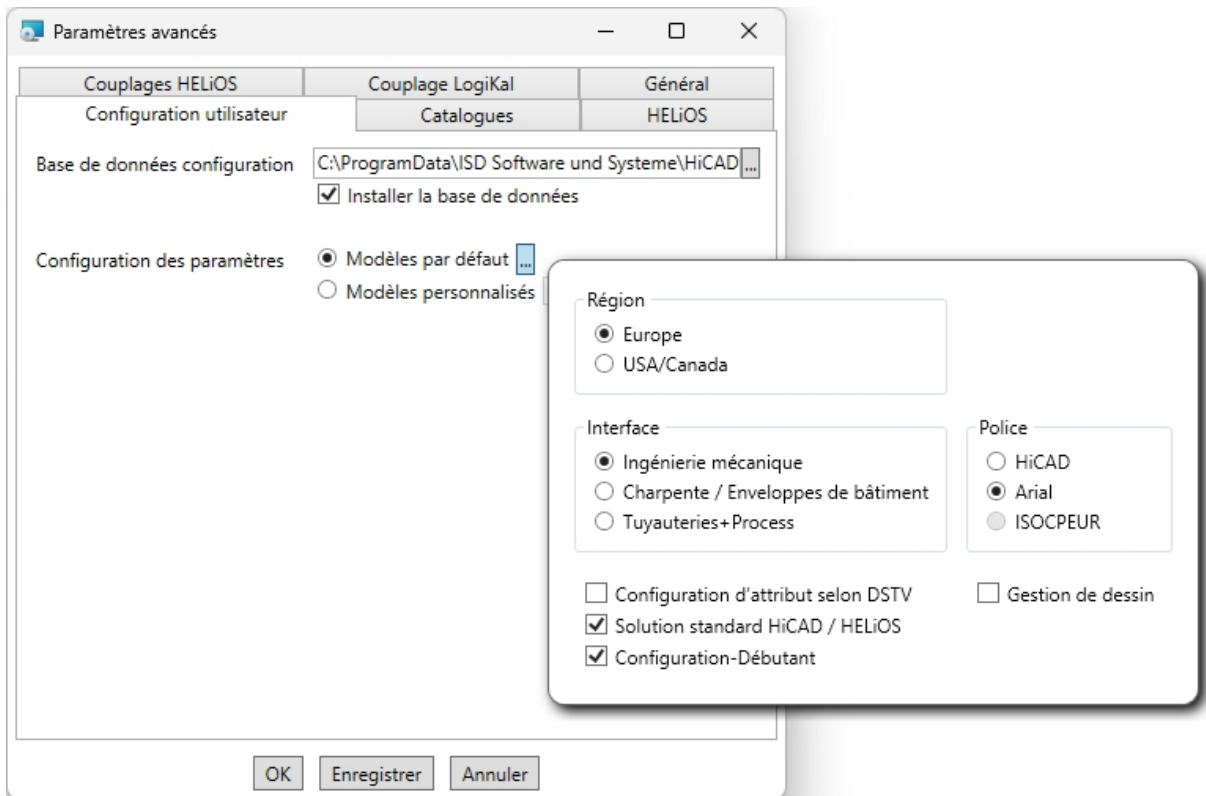 Paramètres avancés
Couplages HELiOS Couplage LogiKal Général
Configuration utilisateur Catalogues HELiOS
Base de données configuration C:\ProgramData\ISD Software und Systeme\HiCAD ...
Installer la base de données
Configuration des paramètres Modèles par défaut ...
Modèles personnalisés
Région
Europe
USA/Canada
Interface
Ingénierie mécanique
Charpente / Enveloppes de bâtiment
Tuyauteries+Process
Police
HiCAD
Arial
ISOCPEUR
Configuration d'attribut selon DSTV
Gestion de dessin
Solution standard HiCAD / HELiOS
Configuration-Débutant
OK Enregistrer Annuler